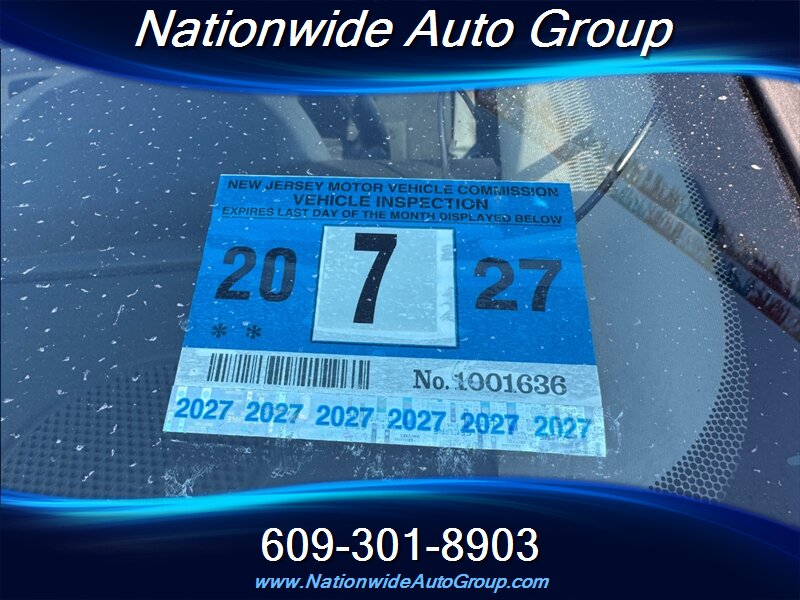 Nationwide Auto Group
NEW JERSEY MOTOR VEHICLE COMMISSION
VEHICLE INSPECTION
EXPIRES LAST DAY OF THE MONTH DISPLAYED BELOW
20 7 27
* *
No. 1001636
2027 2027 2027 2027 2027 2027
609-301-8903
www.NationwideAutoGroup.com